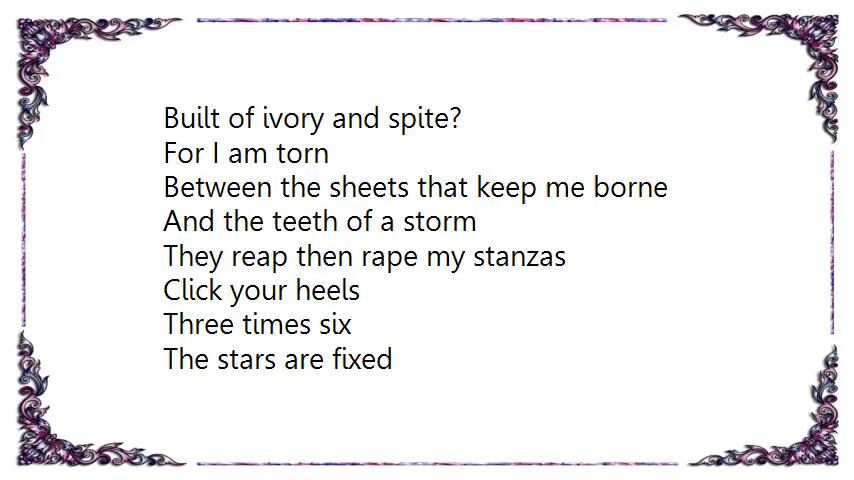 Built of ivory and spite?
For I am torn
Between the sheets that keep me borne
And the teeth of a storm
They reap then rape my stanzas
Click your heels
Three times six
The stars are fixed